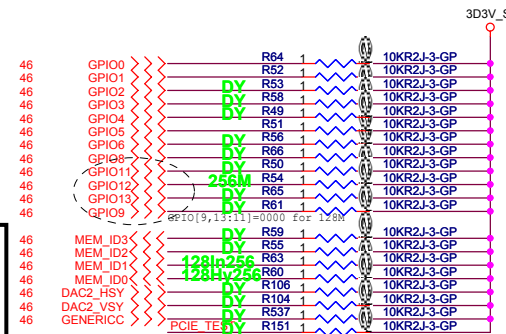 3D3V_S
46 GPIO0 R64 1 10KR2J-3-GP
46 GPIO1 R52 1 10KR2J-3-GP
46 GPIO2 DY R53 1 10KR2J-3-GP
46 GPIO3 DY R58 1 10KR2J-3-GP
46 GPIO4 R49 1 10KR2J-3-GP
46 GPIO5 R51 1 10KR2J-3-GP
46 GPIO6 DY R56 1 10KR2J-3-GP
46 GPIO8 DY R66 1 10KR2J-3-GP
46 GPIO11 DY R50 1 10KR2J-3-GP
46 GPIO12 256M R54 1 10KR2J-3-GP
46 GPIO13 DY R65 1 10KR2J-3-GP
46 GPIO9 DY R61 1 10KR2J-3-GP
GPIO[9,13:11]=0000 for 128M
46 MEM_ID3 DY R59 1 10KR2J-3-GP
46 MEM_ID2 DY R55 1 10KR2J-3-GP
46 MEM_ID1 128In256 R63 1 10KR2J-3-GP
46 MEM_ID0 128Hy256 R60 1 10KR2J-3-GP
46 DAC2_HSY DY R106 1 10KR2J-3-GP
46 DAC2_VSY DY R104 1 10KR2J-3-GP
46 GENERICC DY R537 1 10KR2J-3-GP
PCIE_TEST DY R151 1 10KR2J-3-GP